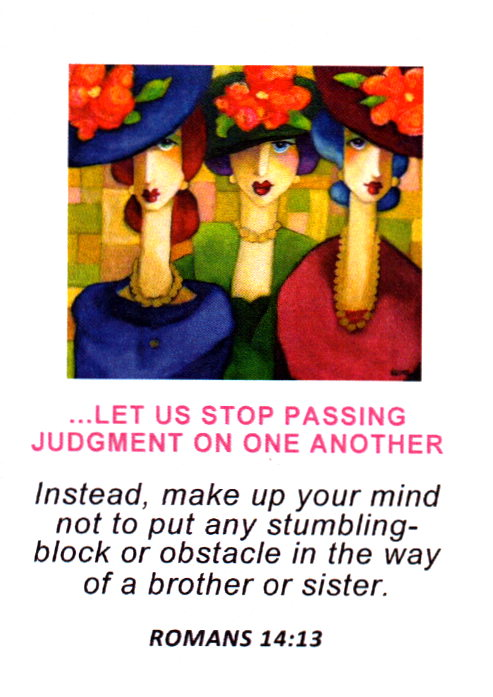 ...LET US STOP PASSING
JUDGMENT ON ONE ANOTHER
Instead, make up your mind
not to put any stumbling-
block or obstacle in the way
of a brother or sister.
ROMANS 14:13